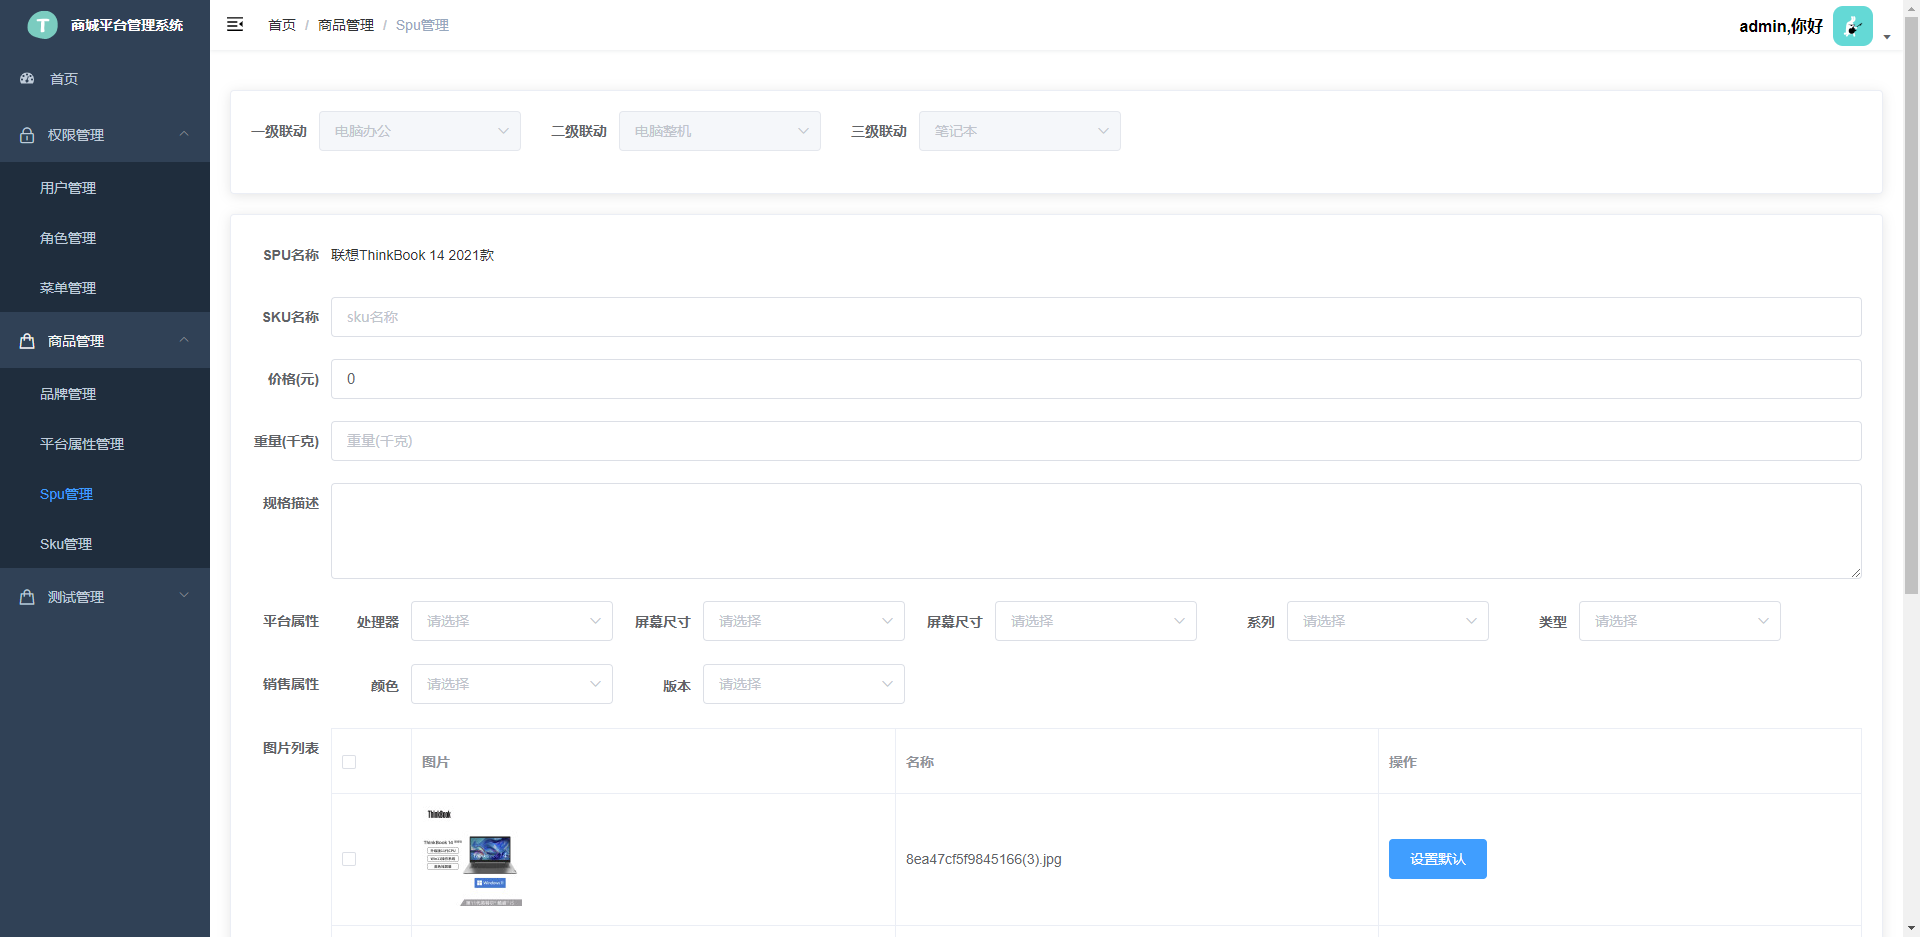 T 商城平台管理系统
首页 / 商品管理 / Spu管理
admin,你好
首页
权限管理
用户管理
角色管理
菜单管理
商品管理
品牌管理
平台属性管理
Spu管理
Sku管理
测试管理
一级联动 电脑办公 二级联动 电脑整机 三级联动 笔记本
SPU名称 联想ThinkBook 14 2021款
SKU名称 sku名称
价格(元) 0
重量(千克) 重量(千克)
规格描述
平台属性 处理器 请选择 屏幕尺寸 请选择 屏幕尺寸 请选择 系列 请选择 类型 请选择
销售属性 颜色 请选择 版本 请选择
图片列表 图片 名称 操作
ThinkBook
ThinkBook 14
Windows
8ea47cf5f9845166(3).jpg 设置默认